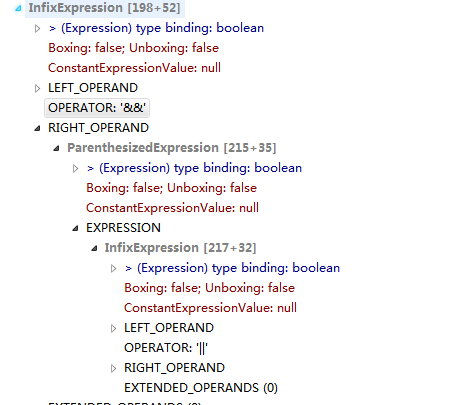 InfixExpression [198+52]
> (Expression) type binding: boolean
Boxing: false; Unboxing: false
ConstantExpressionValue: null
LEFT_OPERAND
OPERATOR: '&&'
RIGHT_OPERAND
ParenthesizedExpression [215+35]
> (Expression) type binding: boolean
Boxing: false; Unboxing: false
ConstantExpressionValue: null
EXPRESSION
InfixExpression [217+32]
> (Expression) type binding: boolean
Boxing: false; Unboxing: false
ConstantExpressionValue: null
LEFT_OPERAND
OPERATOR: '||'
RIGHT_OPERAND
EXTENDED_OPERANDS (0)
EXTENDED_OPERANDS (0)